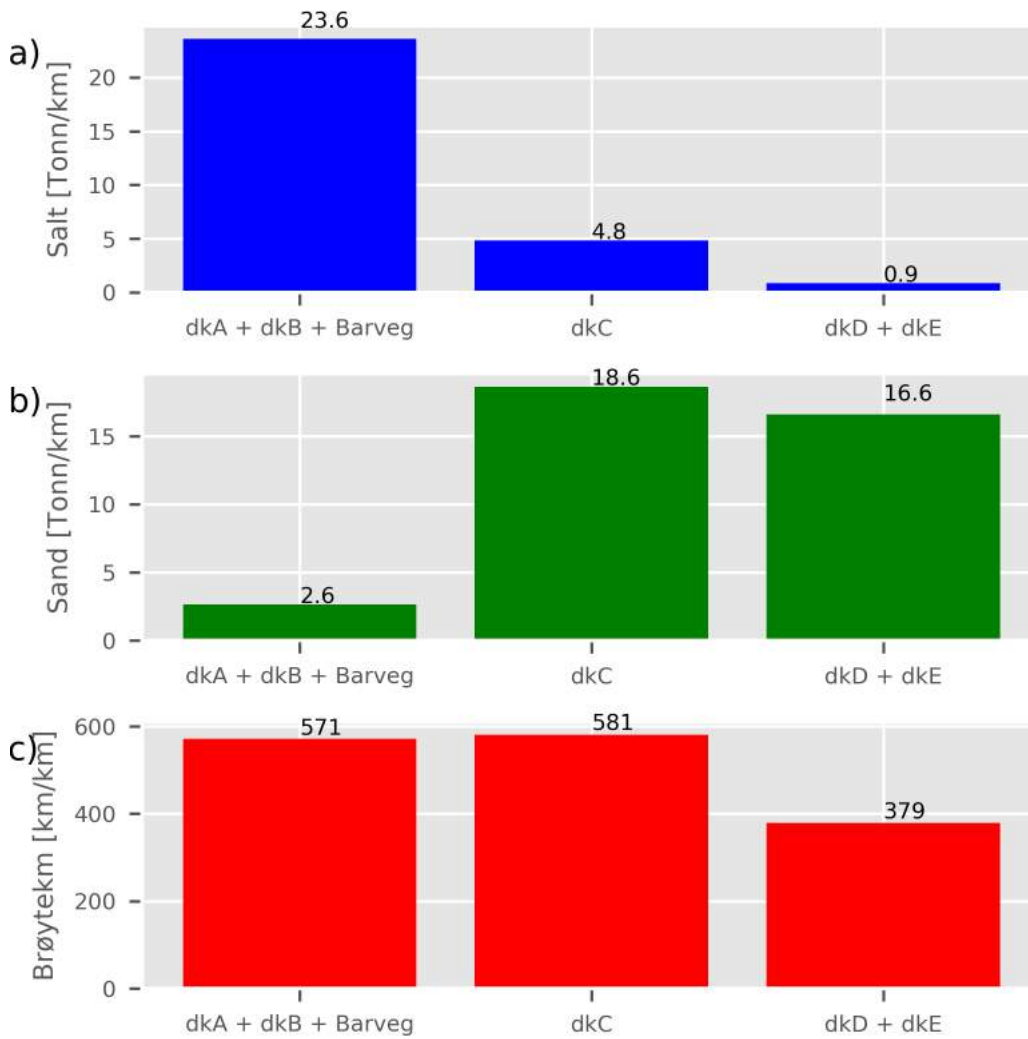 a)
Salt [Tonn/km]
20
15
10
5
0
23.6
4.8
0.9
dkA + dkB + Barveg dkC dkD + dkE
b)
Sand [Tonn/km]
15
10
5
0
2.6
18.6
16.6
dkA + dkB + Barveg dkC dkD + dkE
c)
Brøytekm [km/km]
600
400
200
0
571
581
379
dkA + dkB + Barveg dkC dkD + dkE